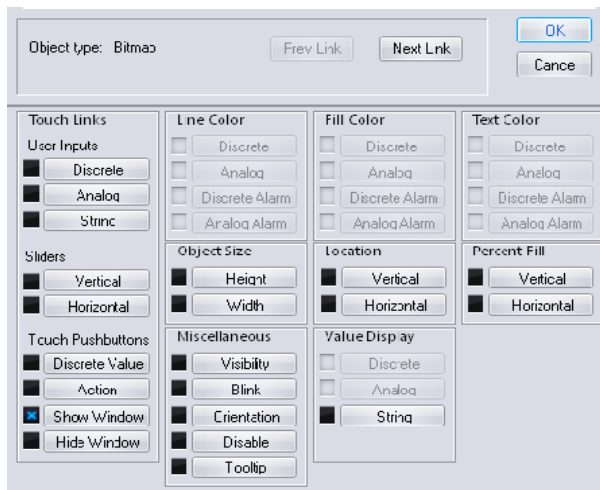 Object type: Bitmap
Prev Link
Next Link
OK
Cancel
Touch Links
User Inputs
Discrete
Analog
String
Sliders
Vertical
Horizontal
Touch Pushbuttons
Discrete Value
Action
Show Window
Hide Window
Line Color
Discrete
Analog
Discrete Alarm
Analog Alarm
Fill Color
Discrete
Analog
Discrete Alarm
Analog Alarm
Text Color
Discrete
Analog
Discrete Alarm
Analog Alarm
Object Size
Height
Width
Location
Vertical
Horizontal
Percent Fill
Vertical
Horizontal
Miscellaneous
Visibility
Blink
Orientation
Disable
Tooltip
Value Display
Discrete
Analog
String